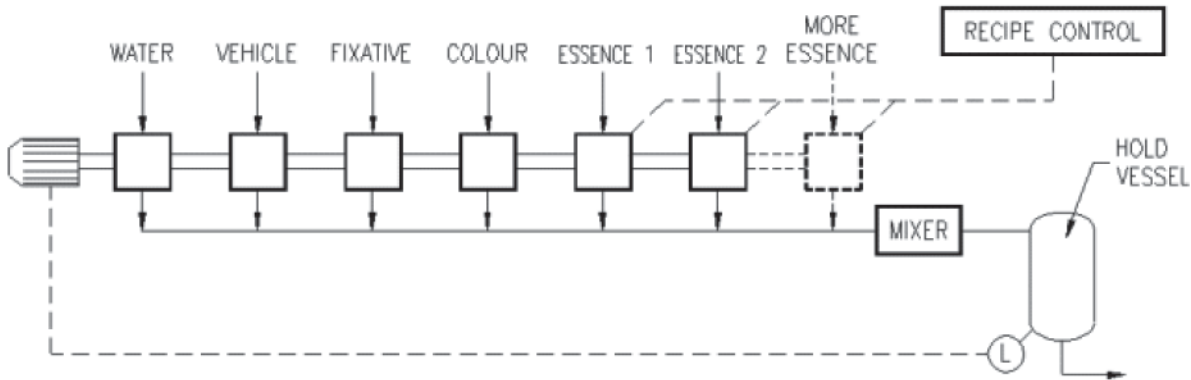 MORE
RECIPE CONTROL
WATER VEHICLE FIXATIVE COLOUR ESSENCE 1 ESSENCE 2 ESSENCE
HOLD
VESSEL
MIXER
L